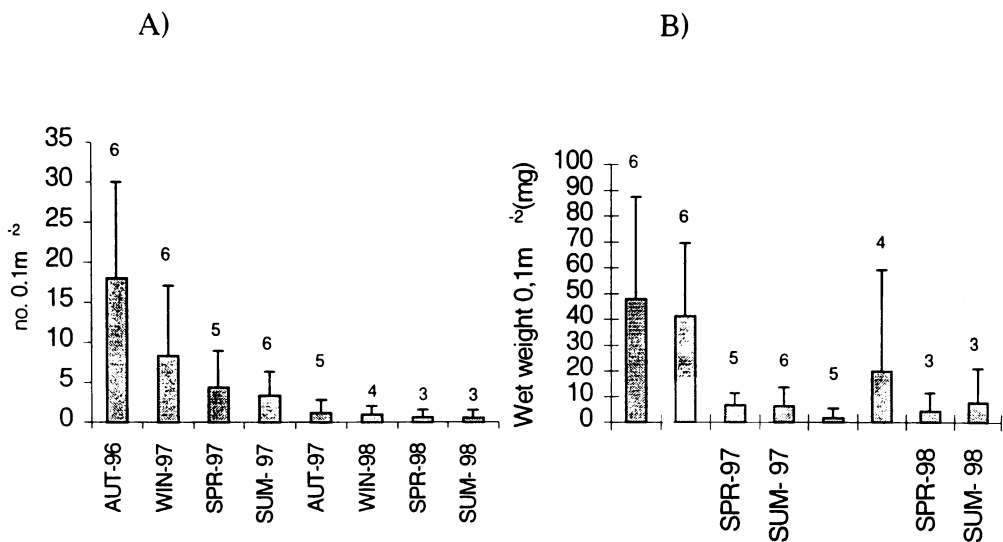 A)
no. 0.1m -2
35
30
25
20
15
10
5
0
6
6
5
6
5
4
3
3
AUT-96
WIN-97
SPR-97
SUM- 97
AUT-97
WIN-98
SPR-98
SUM- 98
B)
Wet weight 0,1m -2(mg)
100
90
80
70
60
50
40
30
20
10
0
6
6
5
6
5
4
3
3
SPR-97
SUM- 97
SPR-98
SUM- 98